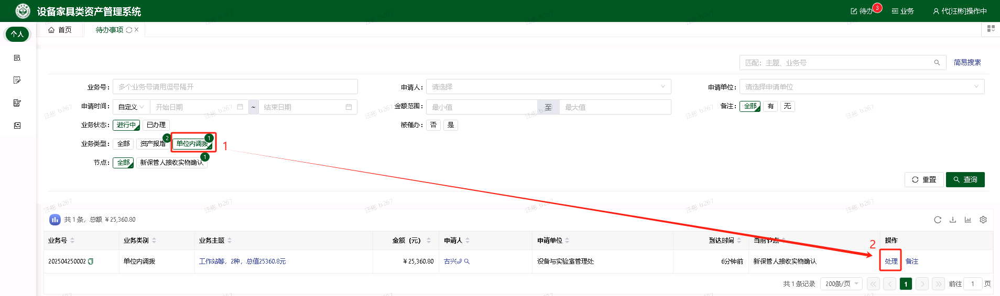 设备家具类资产管理系统
待办 3 业务 代[汪彬]操作中
个人
首页 待办事项
匹配：主题、业务号 简易搜索
业务号： 多个业务号请用逗号隔开 申请人： 请选择 申请单位： 请选择申请单位
申请时间： 自定义 开始日期 ~ 结束日期 金额范围： 最小值 至 最大值 备注： 全部 有 无
业务状态： 进行中 已办理 被催办： 否 是
业务类型： 全部 资产报增 2 单位内调拨 1 1
节点： 全部 新保管人接收实物确认 1
重置 查询
汪彬 b267
共 1 条，总额 ￥25,360.80
业务号 业务类别 业务主题 金额（元） 申请人 申请单位 到达时间 当前节点 操作 2
202504250002 单位内调拨 工作站等，2种，总值25360.8元 ￥25,360.80 古兴 设备与实验室管理处 6分钟前 新保管人接收实物确认 处理 备注
共 1 条记录 200条/页 1 前往 1 页